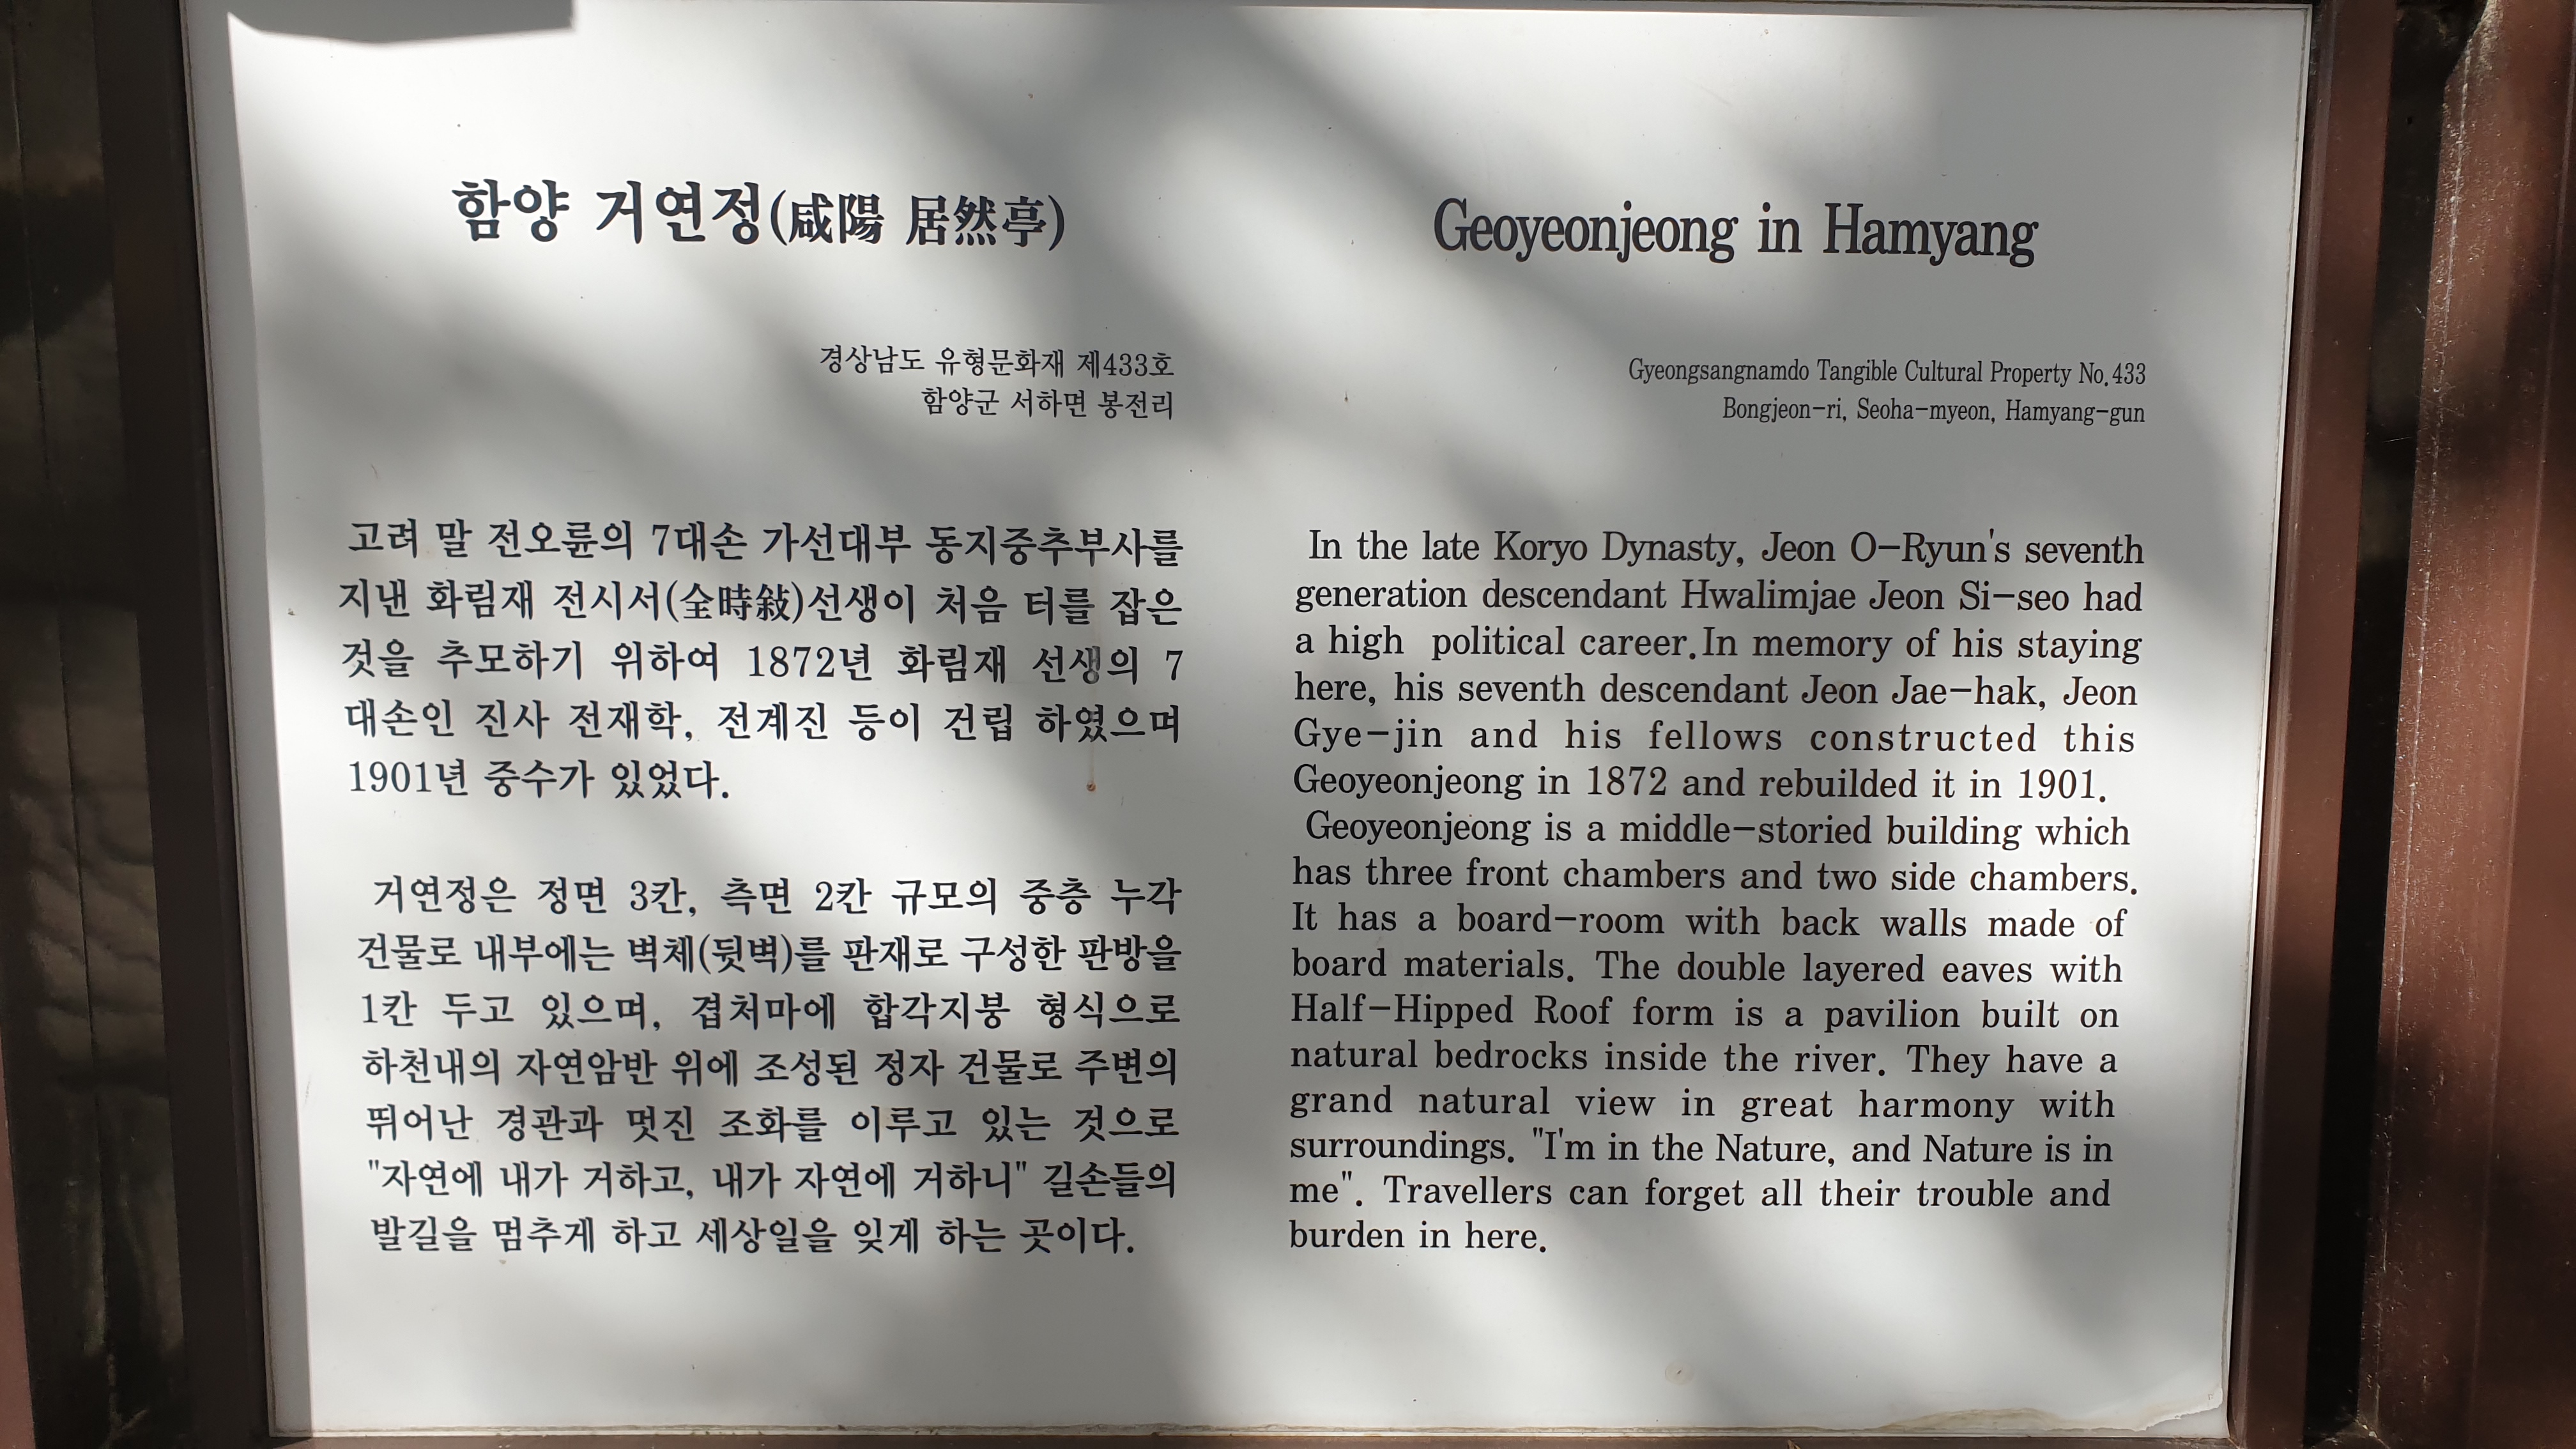 함양 거연정(咸陽 居然亭)
경상남도 유형문화재 제433호
함양군 서하면 봉전리
고려 말 전오륜의 7대손 가선대부 동지중추부사를
지낸 화림재 전시서(全時敍)선생이 처음 터를 잡은
것을 추모하기 위하여 1872년 화림재 선생의 7
대손인 진사 전재학, 전계진 등이 건립 하였으며
1901년 중수가 있었다.
거연정은 정면 3칸, 측면 2칸 규모의 중층 누각
건물로 내부에는 벽체(뒷벽)를 판재로 구성한 판방을
1칸 두고 있으며, 겹처마에 합각지붕 형식으로
하천내의 자연암반 위에 조성된 정자 건물로 주변의
뛰어난 경관과 멋진 조화를 이루고 있는 것으로
"자연에 내가 거하고, 내가 자연에 거하니" 길손들의
발길을 멈추게 하고 세상일을 잊게 하는 곳이다.
Geoyeonjeong in Hamyang
Gyeongsangnamdo Tangible Cultural Property No.433
Bongjeon-ri, Seoha-myeon, Hamyang-gun
In the late Koryo Dynasty, Jeon O-Ryun's seventh
generation descendant Hwalimjae Jeon Si-seo had
a high political career.In memory of his staying
here, his seventh descendant Jeon Jae-hak, Jeon
Gye-jin and his fellows constructed this
Geoyeonjeong in 1872 and rebuilded it in 1901.
Geoyeonjeong is a middle-storied building which
has three front chambers and two side chambers.
It has a board-room with back walls made of
board materials. The double layered eaves with
Half-Hipped Roof form is a pavilion built on
natural bedrocks inside the river. They have a
grand natural view in great harmony with
surroundings. "I'm in the Nature, and Nature is in
me". Travellers can forget all their trouble and
burden in here.